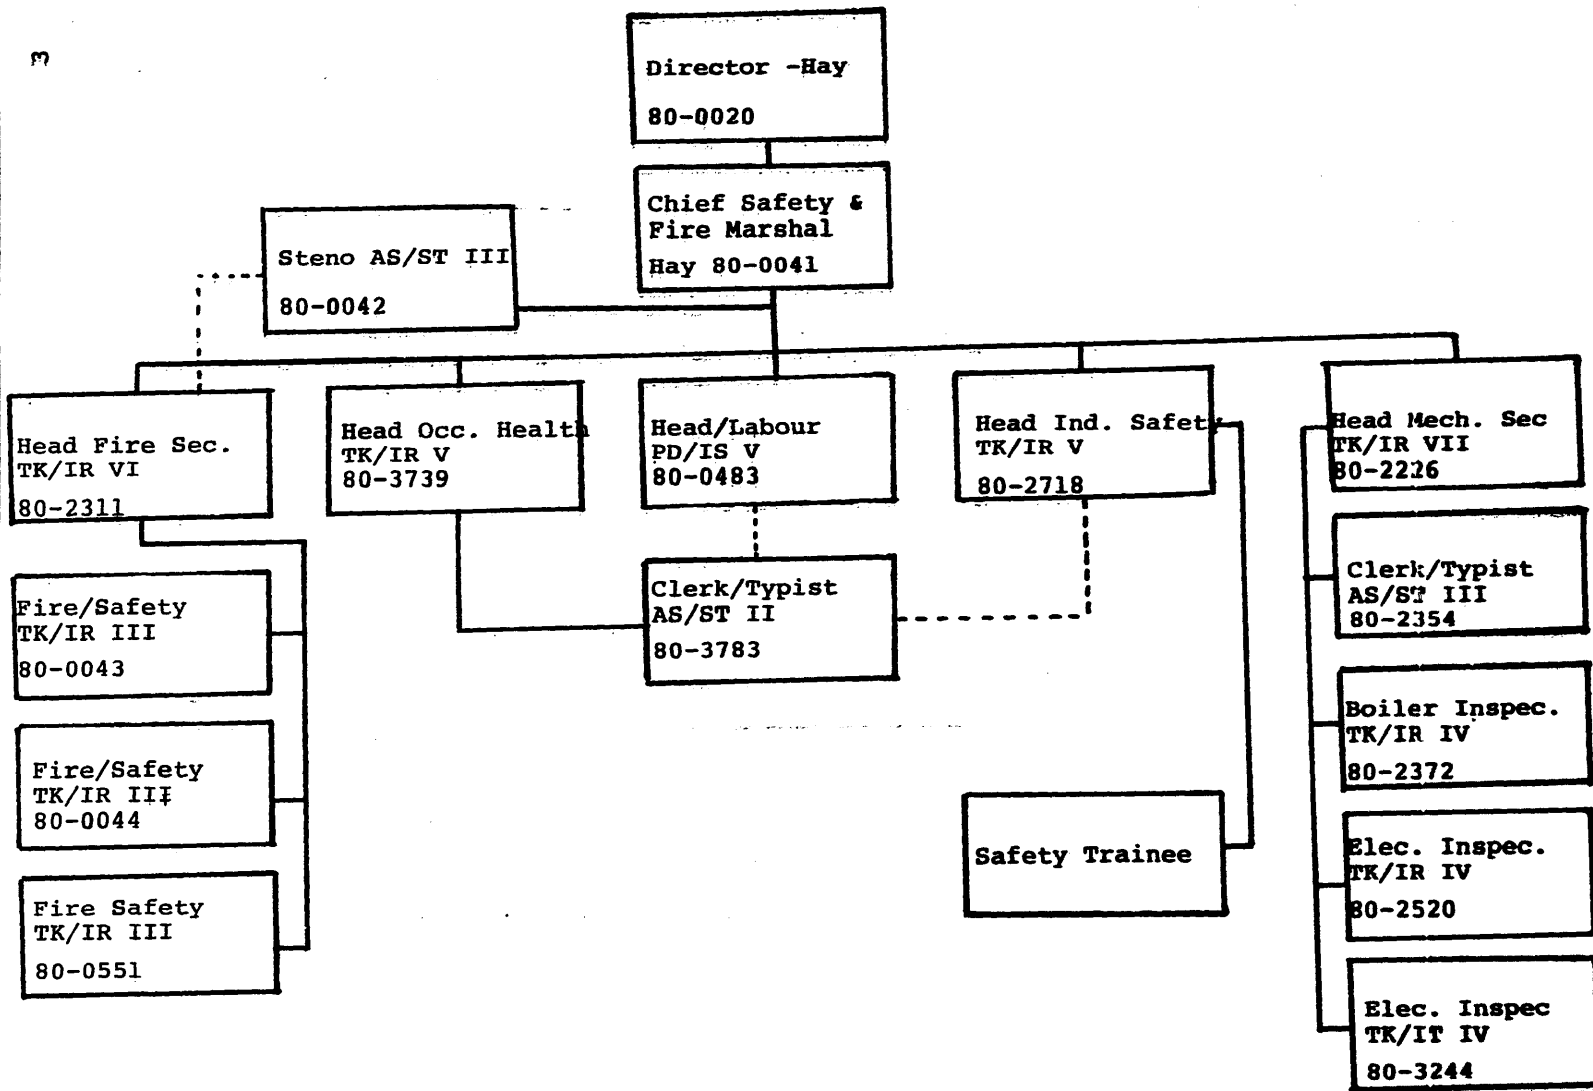 3
Director -Hay
80-0020
Chief Safety &
Fire Marshal
Hay 80-0041
Steno AS/ST III
80-0042
Head Fire Sec.
TK/IR VI
80-2311
Head Occ. Health
TK/IR V
80-3739
Head/Labour
PD/IS V
80-0483
Head Ind. Safety
TK/IR V
80-2718
Head Mech. Sec
TK/IR VII
80-2226
Fire/Safety
TK/IR III
80-0043
Fire/Safety
TK/IR III
80-0044
Fire Safety
TK/IR III
80-0551
Clerk/Typist
AS/ST II
80-3783
Safety Trainee
Clerk/Typist
AS/ST III
80-2354
Boiler Inspec.
TK/IR IV
80-2372
Elec. Inspec.
TK/IR IV
80-2520
Elec. Inspec
TK/IT IV
80-3244